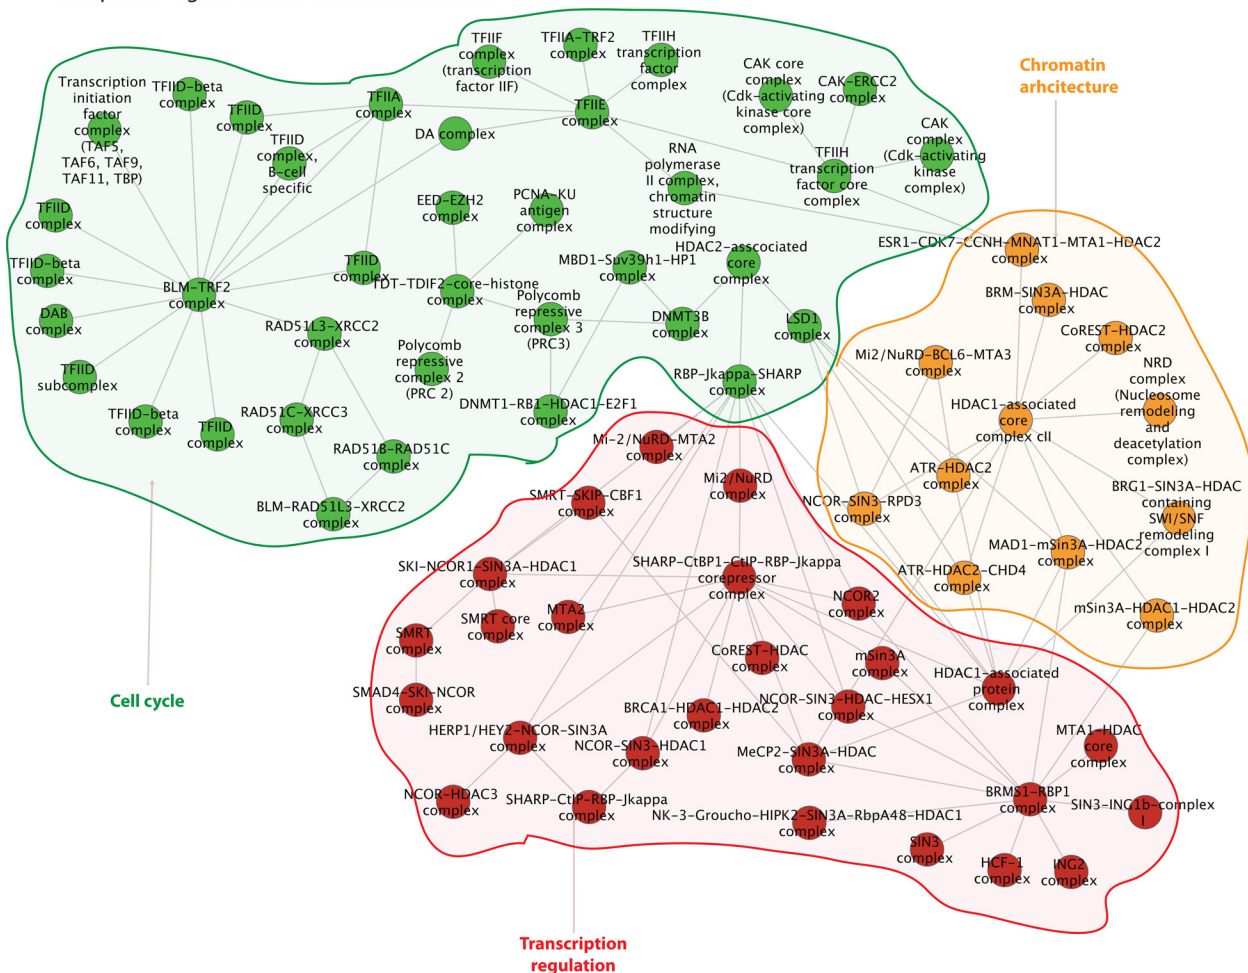 TFIIF
complex
(transcription
factor IIF)
TFIIA−TRF2
complex
TFIIH
transcription
factor
complex
CAK core
complex
(Cdk−activating
kinase core
complex)
CAK−ERCC2
complex
Chromatin
arhcitecture
Transcription
initiation
factor
complex
(TAF5,
TAF6, TAF9,
TAF11, TBP)
TFIID−beta
complex
TFIID
complex
TFIIA
complex
TFIID
complex,
B−cell
specific
DA complex
TFIIE
complex
RNA
polymerase
II complex,
chromatin
structure
modifying
TFIIH
transcription
factor core
complex
CAK
complex
(Cdk−activating
kinase
complex)
TFIID
complex
EED−EZH2
complex
PCNA−KU
antigen
complex
TFIID−beta
complex
BLM−TRF2
complex
TFIID
complex
TDT−TDIF2−core−histone
complex
MBD1−Suv39h1−HP1
complex
HDAC2−asscociated
core
complex
ESR1−CDK7−CCNH−MNAT1−MTA1−HDAC2
complex
DAB
complex
RAD51L3−XRCC2
complex
Polycomb
repressive
complex 3
(PRC3)
DNMT3B
complex
LSD1
complex
BRM−SIN3A−HDAC
complex
CoREST−HDAC2
complex
TFIID
subcomplex
Polycomb
repressive
complex 2
(PRC 2)
RBP−Jkappa−SHARP
complex
Mi2/NuRD−BCL6−MTA3
complex
NRD
complex
(Nucleosome
remodeling
and
deacetylation
complex)
TFIID−beta
complex
TFIID
complex
RAD51C−XRCC3
complex
DNMT1−RB1−HDAC1−E2F1
complex
HDAC1−associated
core
complex cII
RAD51B−RAD51C
complex
Mi−2/NuRD−MTA2
complex
Mi2/NuRD
complex
ATR−HDAC2
complex
BLM−RAD51L3−XRCC2
complex
SMRT−SKIP−CBF1
complex
NCOR−SIN3−RPD3
complex
BRG1−SIN3A−HDAC
containing
SWI/SNF
remodeling
complex I
SKI−NCOR1−SIN3A−HDAC1
complex
SHARP−CtBP1−CtIP−RBP−Jkappa
corepressor
complex
MAD1−mSin3A−HDAC2
complex
ATR−HDAC2−CHD4
complex
SMRT
complex
SMRT core
complex
MTA2
complex
NCOR2
complex
mSin3A−HDAC1−HDAC2
complex
CoREST−HDAC
complex
mSin3A
complex
HDAC1−associated
protein
complex
Cell cycle
SMAD4−SKI−NCOR
complex
BRCA1−HDAC1−HDAC2
complex
NCOR−SIN3−HDAC−HESX1
complex
HERP1/HEY2−NCOR−SIN3A
complex
NCOR−SIN3−HDAC1
complex
MeCP2−SIN3A−HDAC
complex
MTA1−HDAC
core
complex
NCOR−HDAC3
complex
SHARP−CtIP−RBP−Jkappa
complex
NK−3−Groucho−HIPK2−SIN3A−RbpA48−HDAC1
complex
BRMS1−RBP1
complex
SIN3−ING1b−complex
I
SIN3
complex
HCF−1
complex
ING2
complex
Transcription
regulation